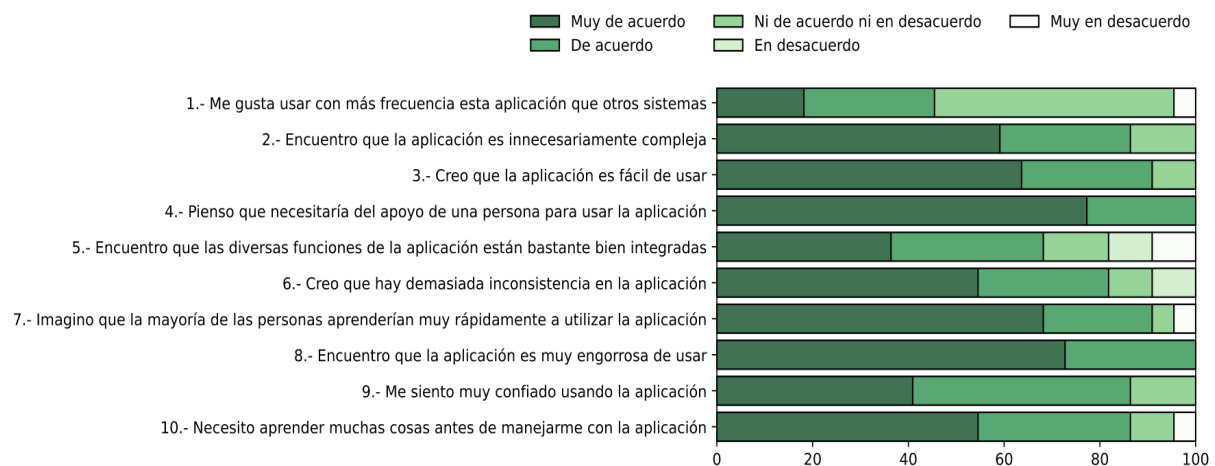 Muy de acuerdo
De acuerdo
Ni de acuerdo ni en desacuerdo
En desacuerdo
Muy en desacuerdo
1.- Me gusta usar con más frecuencia esta aplicación que otros sistemas
2.- Encuentro que la aplicación es innecesariamente compleja
3.- Creo que la aplicación es fácil de usar
4.- Pienso que necesitaría del apoyo de una persona para usar la aplicación
5.- Encuentro que las diversas funciones de la aplicación están bastante bien integradas
6.- Creo que hay demasiada inconsistencia en la aplicación
7.- Imagino que la mayoría de las personas aprenderían muy rápidamente a utilizar la aplicación
8.- Encuentro que la aplicación es muy engorrosa de usar
9.- Me siento muy confiado usando la aplicación
10.- Necesito aprender muchas cosas antes de manejarme con la aplicación
0 20 40 60 80 100